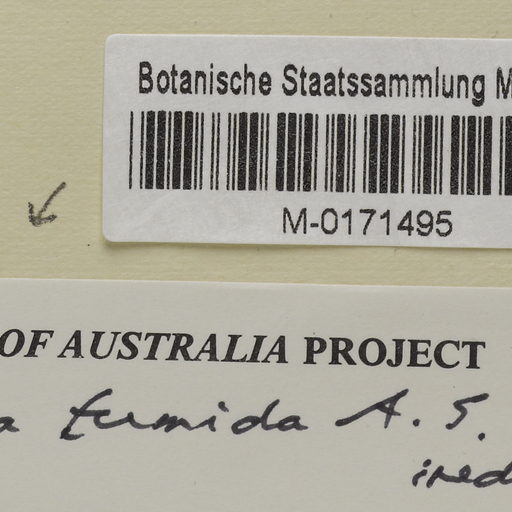 Botanische Staatssammlung M
M-0171495
OF AUSTRALIA PROJECT
a tumida A. S.
ined